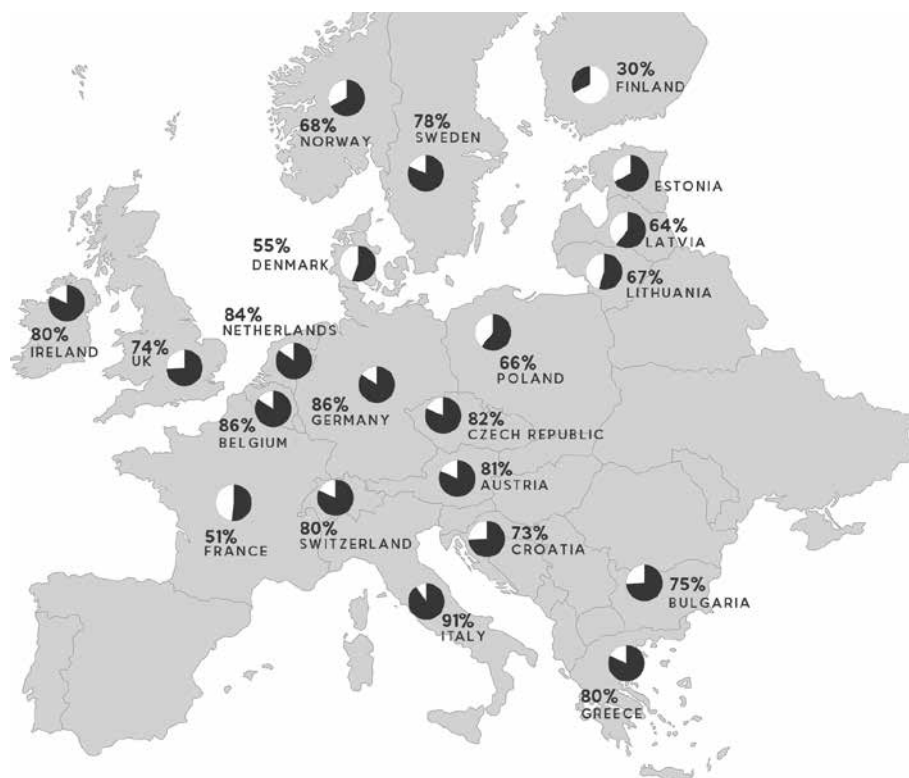 30%
FINLAND
68%
NORWAY
78%
SWEDEN
ESTONIA
64%
LATVIA
55%
DENMARK
67%
LITHUANIA
80%
IRELAND
74%
UK
84%
NETHERLANDS
66%
POLAND
86%
BELGIUM
86%
GERMANY
82%
CZECH REPUBLIC
81%
AUSTRIA
51%
FRANCE
80%
SWITZERLAND
73%
CROATIA
75%
BULGARIA
91%
ITALY
80%
GREECE